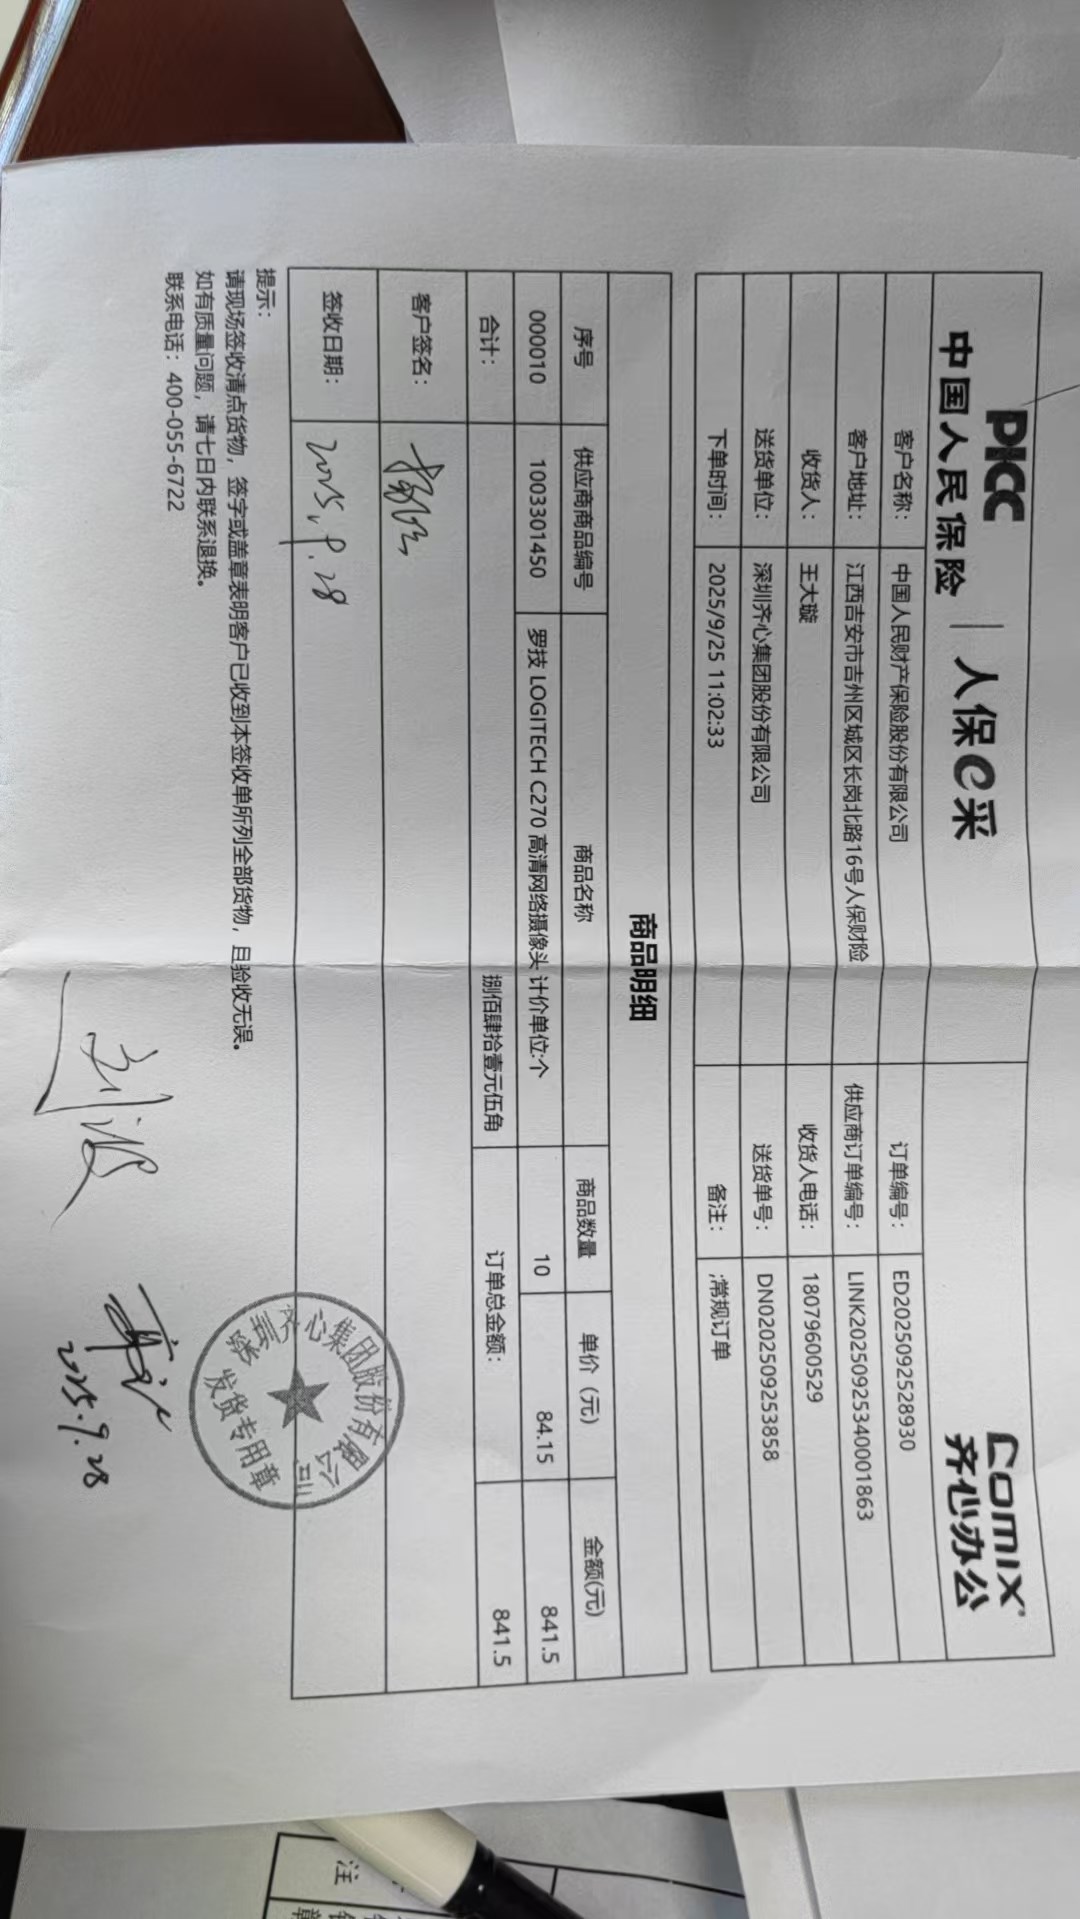 PICC
中国人民保险 | 人保e采
COMIX
齐心办公
客户名称： 中国人民财产保险股份有限公司 订单编号： ED2025092528930
客户地址： 江西吉安市吉州区城区长岗北路16号人保财险 供应商订单编号： LINK2025092534001863
收货人： 王大璇 收货人电话： 18079600529
送货单位： 深圳齐心集团股份有限公司 送货单号： DN0202509253858
下单时间： 2025/9/25 11:02:33 备注： ;常规订单
商品明细
序号 供应商商品编号 商品名称 商品数量 单价（元） 金额(元)
000010 1003301450 罗技 LOGITECH C270 高清网络摄像头 计价单位:个 10 84.15 841.5
合计： 捌佰肆拾壹元伍角 订单总金额： 841.5
客户签名：
签收日期： 2025.9.28
深圳齐心集团股份有限公司
发货专用章
提示：
请现场签收清点货物，签字或盖章表明客户已收到本签收单所列全部货物，且验收无误。
如有质量问题，请七日内联系退换。
联系电话：400-055-6722
2025.9.28
注